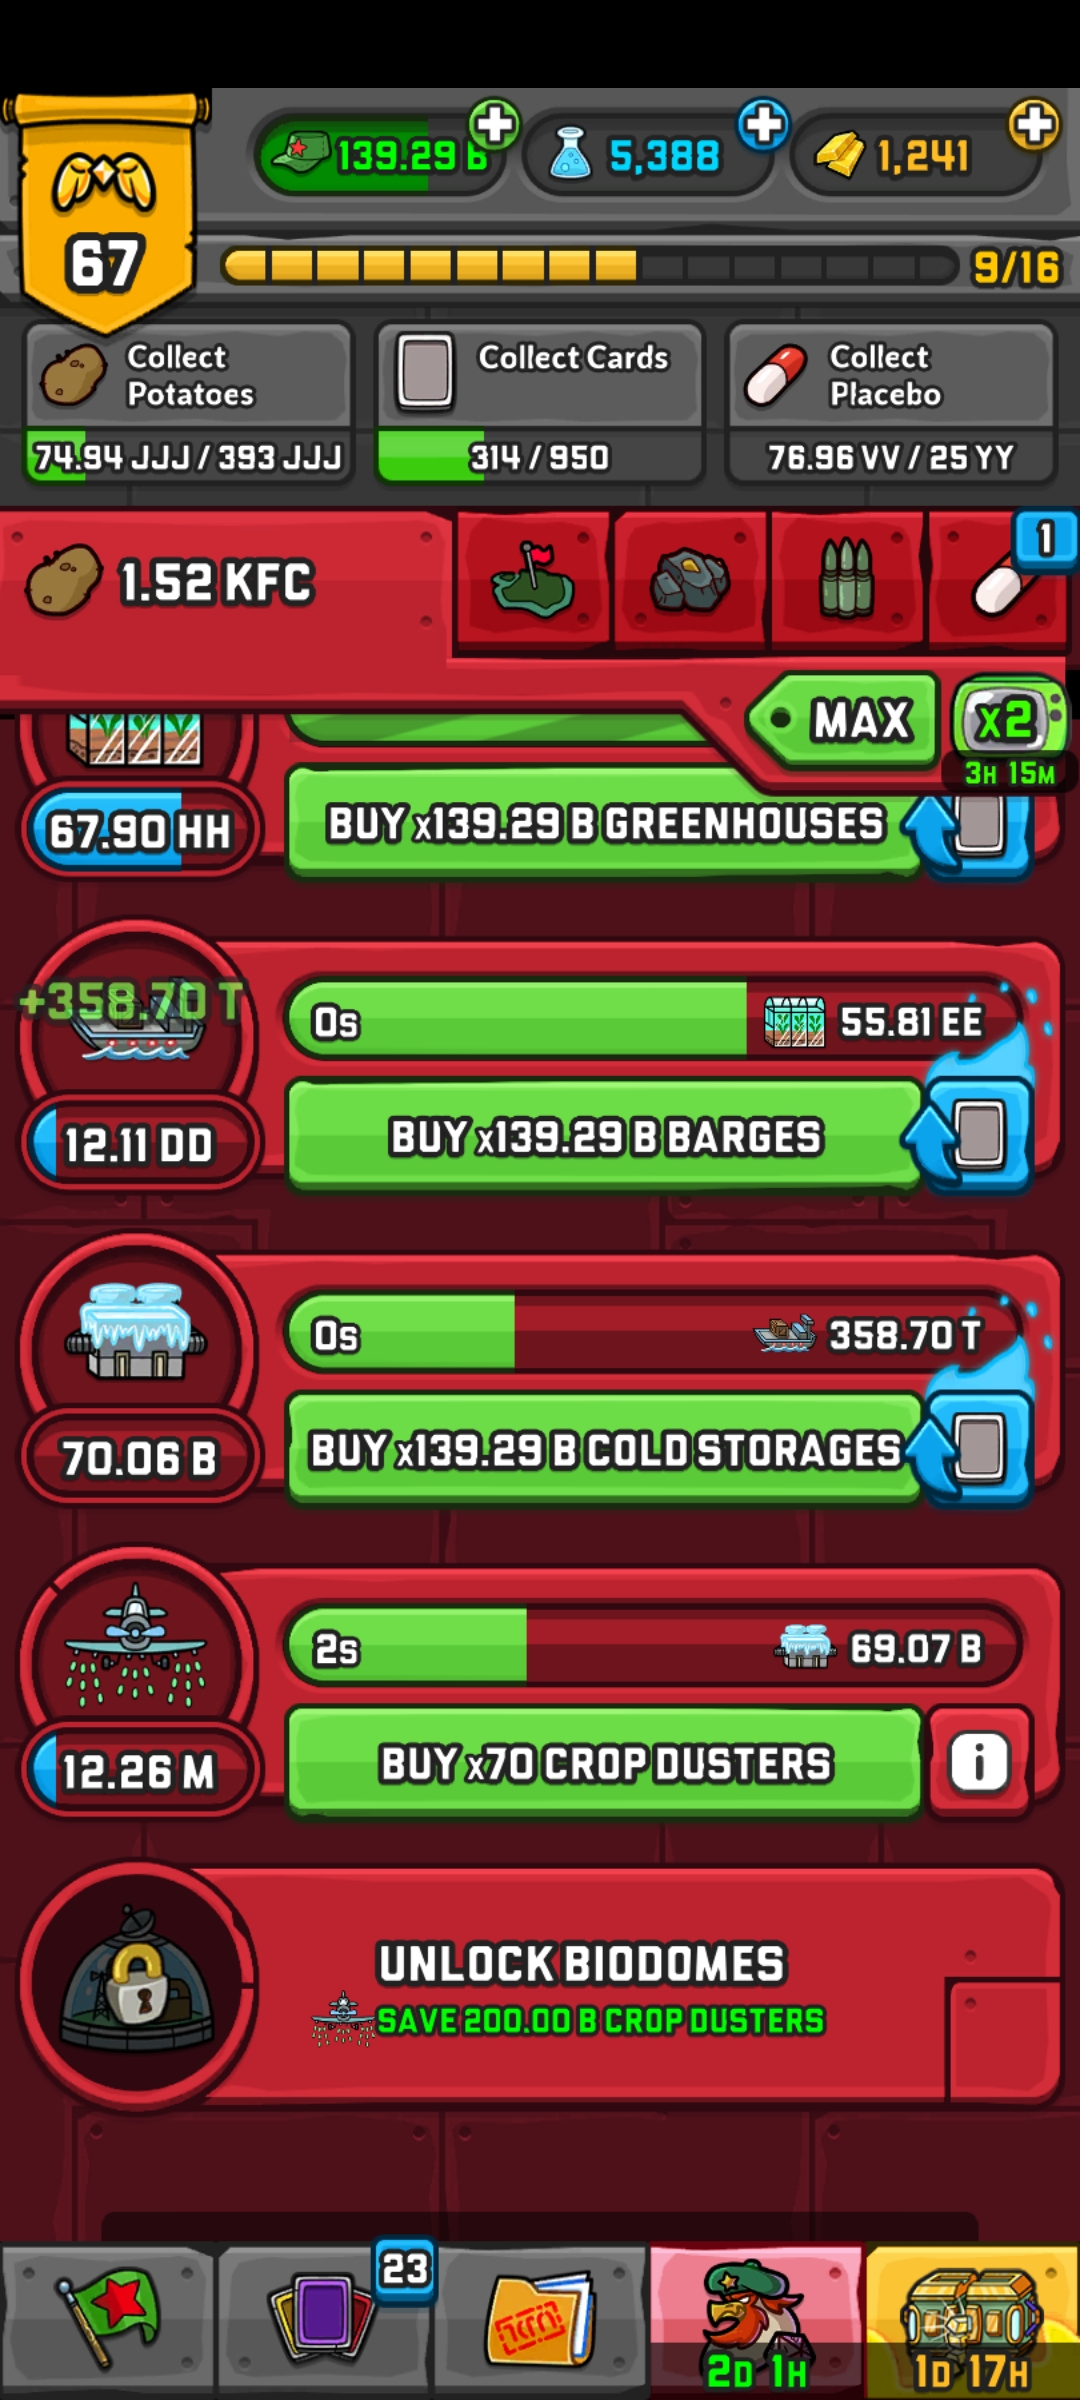 139.29 B
5,388
1,241
67
9/16
Collect Potatoes
74.94 JJJ / 393 JJJ
Collect Cards
314 / 950
Collect Placebo
76.96 VV / 25 YY
1.52 KFC
1
MAX
x2
3H 15M
67.90 HH
BUY x139.29 B GREENHOUSES
+358.70 T
0s
55.81 EE
12.11 DD
BUY x139.29 B BARGES
0s
358.70 T
70.06 B
BUY x139.29 B COLD STORAGES
2s
69.07 B
12.26 M
BUY x70 CROP DUSTERS
i
UNLOCK BIODOMES
SAVE 200.00 B CROP DUSTERS
23
2D 1H
1D 17H